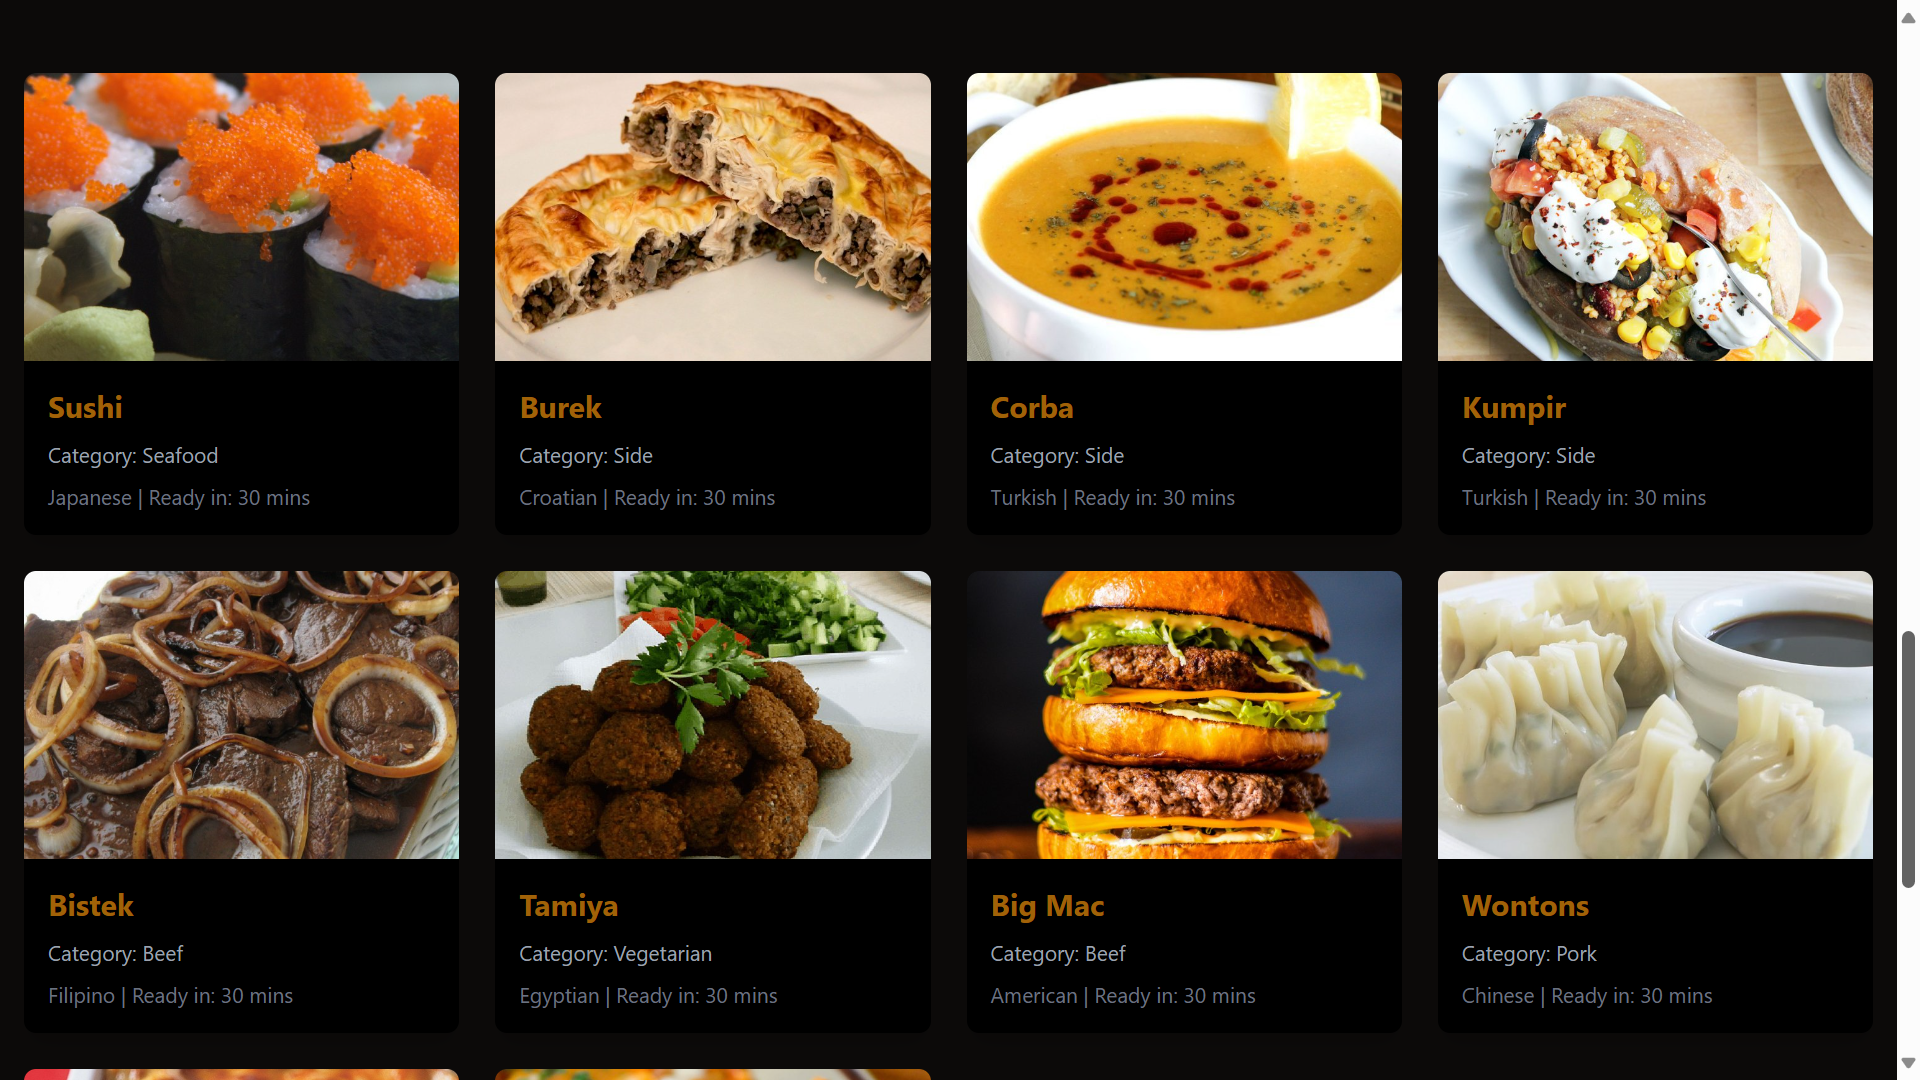 Sushi
Category: Seafood
Japanese | Ready in: 30 mins
Burek
Category: Side
Croatian | Ready in: 30 mins
Corba
Category: Side
Turkish | Ready in: 30 mins
Kumpir
Category: Side
Turkish | Ready in: 30 mins
Bistek
Category: Beef
Filipino | Ready in: 30 mins
Tamiya
Category: Vegetarian
Egyptian | Ready in: 30 mins
Big Mac
Category: Beef
American | Ready in: 30 mins
Wontons
Category: Pork
Chinese | Ready in: 30 mins